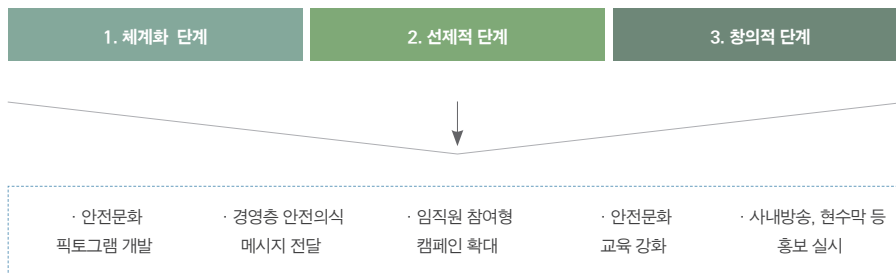 1. 체계화 단계
2. 선제적 단계
3. 창의적 단계
· 안전문화
픽토그램 개발
· 경영층 안전의식
메시지 전달
· 임직원 참여형
캠페인 확대
· 안전문화
교육 강화
· 사내방송, 현수막 등
홍보 실시